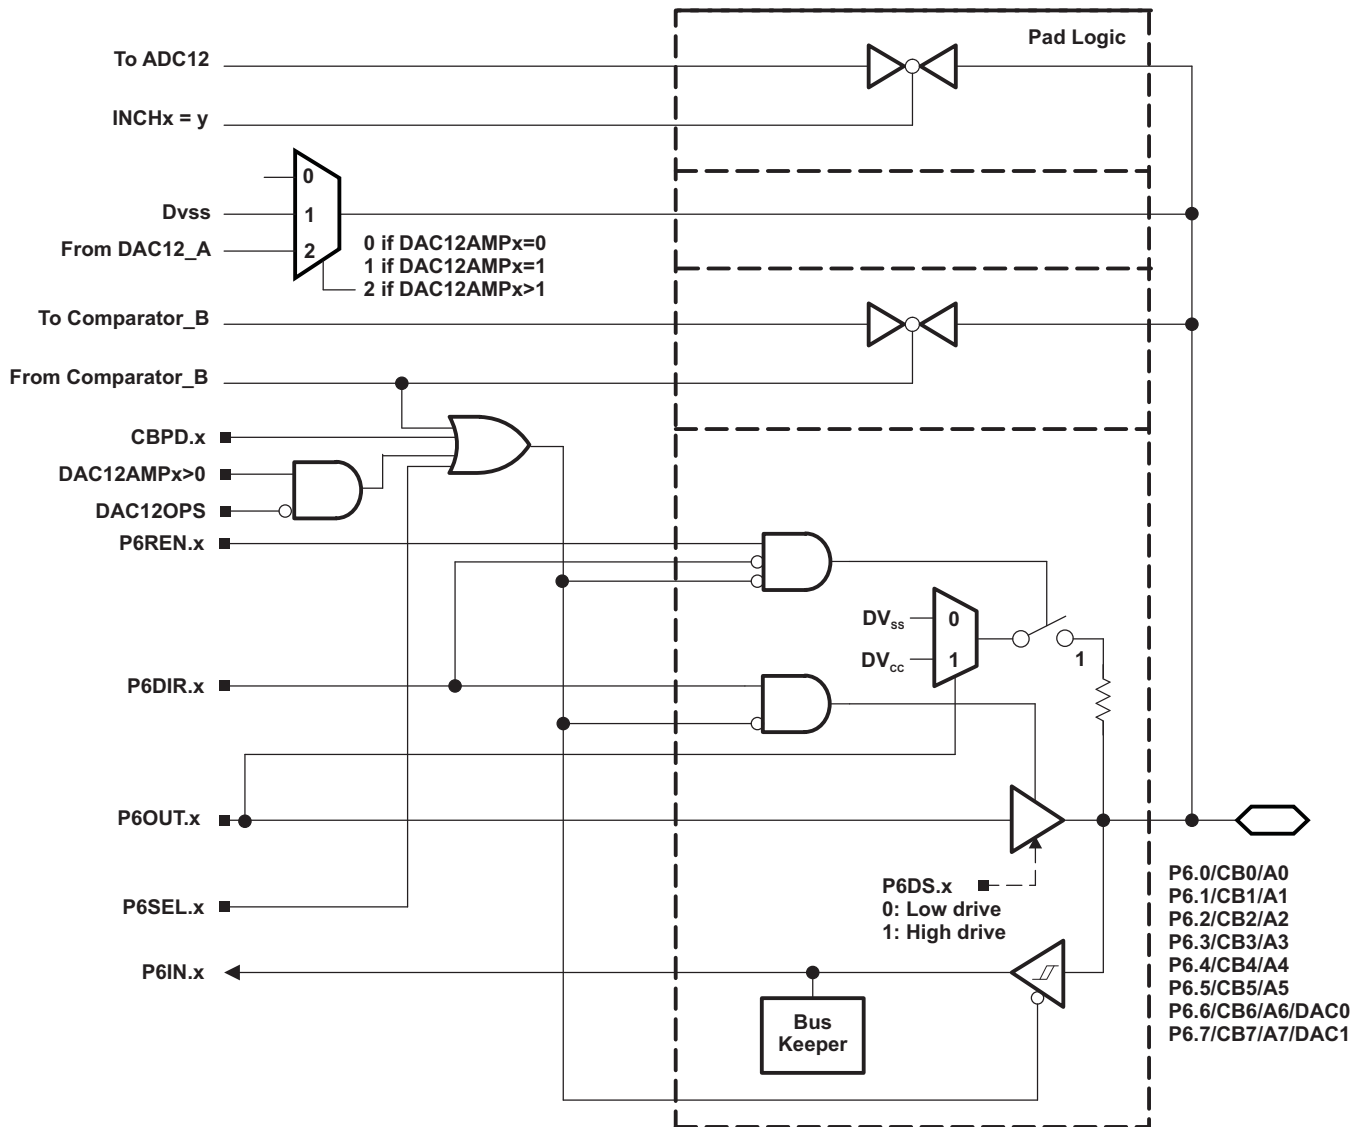 Pad Logic
To ADC12
INCHx = y
0
Dvss
1
From DAC12_A
2
0 if DAC12AMPx=0
1 if DAC12AMPx=1
2 if DAC12AMPx>1
To Comparator_B
From Comparator_B
CBPD.x
DAC12AMPx>0
DAC12OPS
P6REN.x
DVss
0
DVcc
1
1
P6DIR.x
P6OUT.x
P6DS.x
0: Low drive
1: High drive
P6SEL.x
P6IN.x
Bus
Keeper
P6.0/CB0/A0
P6.1/CB1/A1
P6.2/CB2/A2
P6.3/CB3/A3
P6.4/CB4/A4
P6.5/CB5/A5
P6.6/CB6/A6/DAC0
P6.7/CB7/A7/DAC1